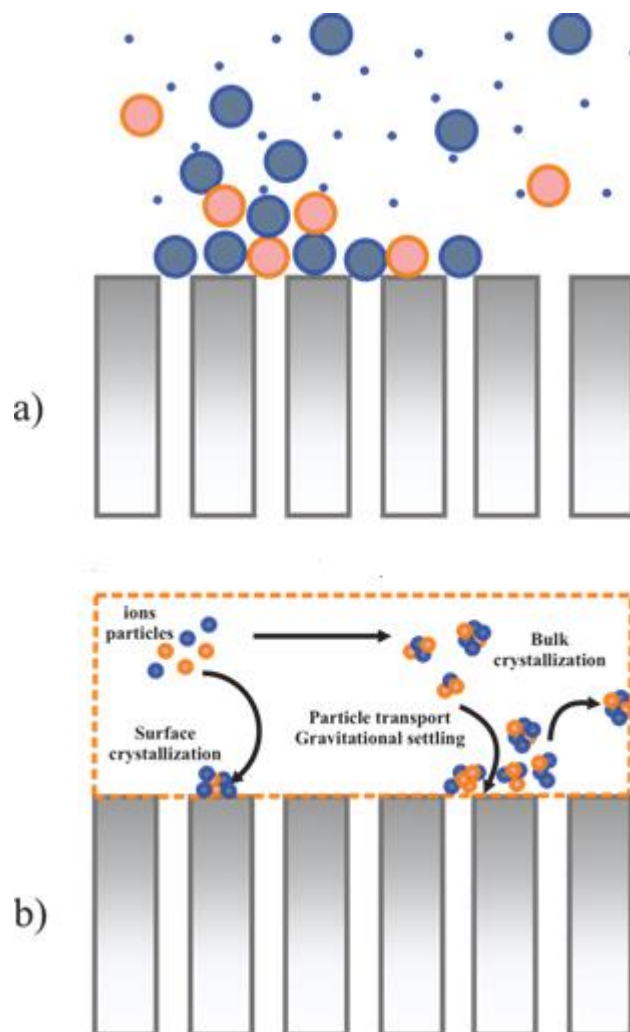 a)
ions
particles
Bulk
crystallization
Surface
crystallization
Particle transport
Gravitational settling
b)